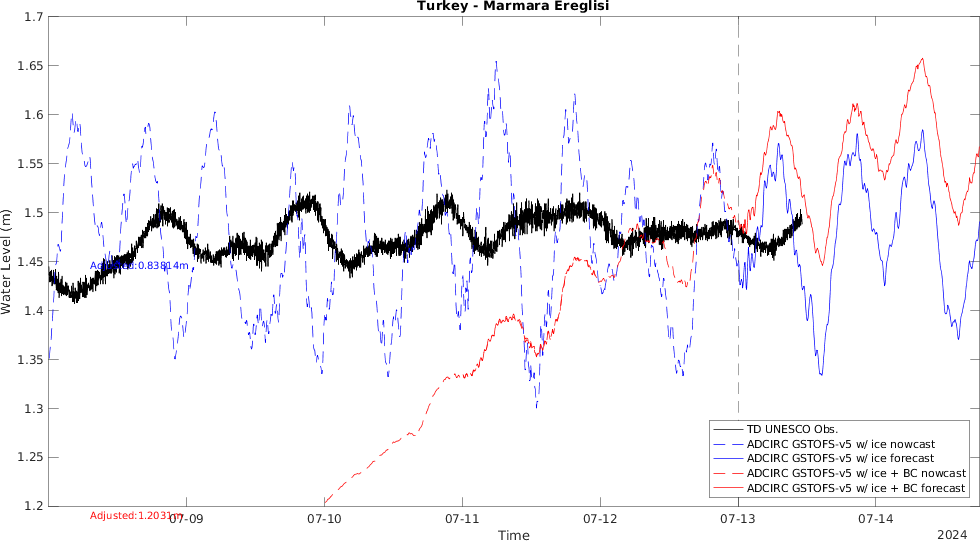 Turkey - Marmara Ereglisi
1.7
1.65
1.6
1.55
1.5
1.45
1.4
1.35
1.3
1.25
1.2
Water Level (m)
Adjusted:0.83814m
Adjusted:1.2031m
07-09
07-10
07-11
07-12
07-13
07-14
Time
2024
TD UNESCO Obs.
ADCIRC GSTOFS-v5 w/ ice nowcast
ADCIRC GSTOFS-v5 w/ ice forecast
ADCIRC GSTOFS-v5 w/ ice + BC nowcast
ADCIRC GSTOFS-v5 w/ ice + BC forecast